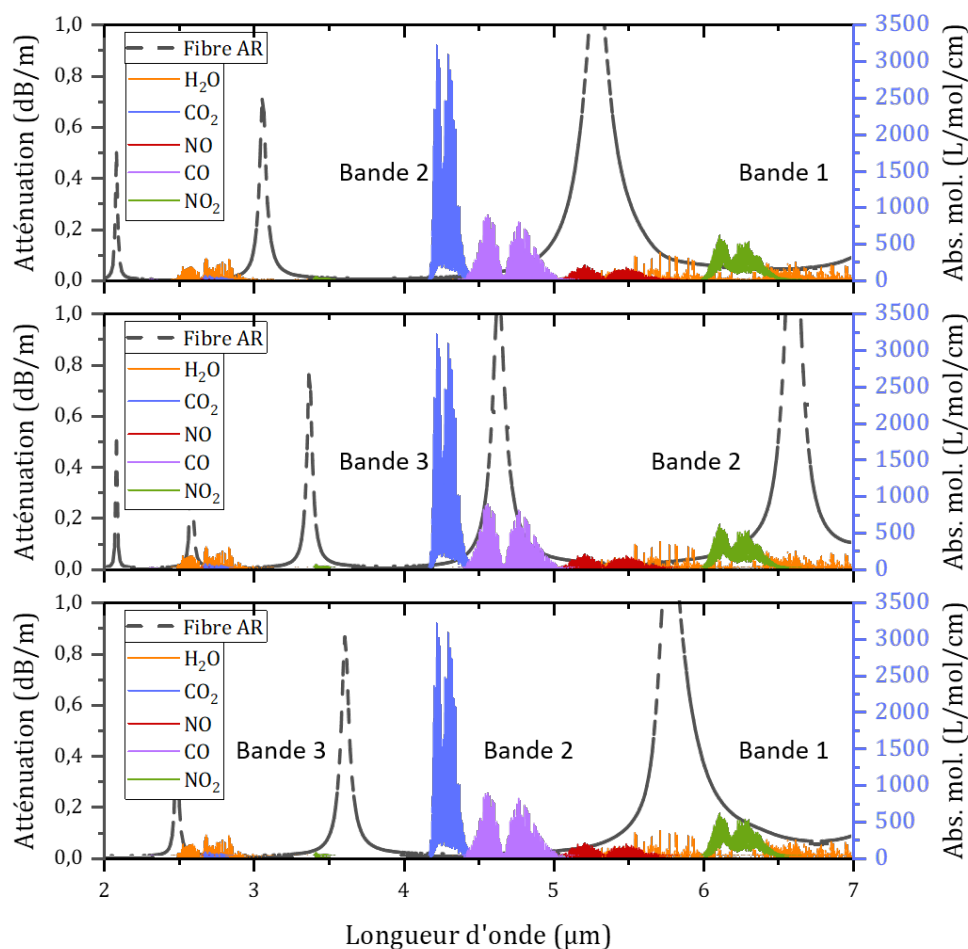 1,0
0,8
0,6
0,4
0,2
0,0
Atténuation (dB/m)
Fibre AR
H₂O
CO₂
NO
CO
NO₂
Bande 2
Bande 1
3500
3000
2500
2000
1500
1000
500
0
Abs. mol. (L/mol/cm)
1,0
0,8
0,6
0,4
0,2
0,0
Atténuation (dB/m)
Fibre AR
H₂O
CO₂
NO
CO
NO₂
Bande 3
Bande 2
3500
3000
2500
2000
1500
1000
500
0
Abs. mol. (L/mol/cm)
1,0
0,8
0,6
0,4
0,2
0,0
Atténuation (dB/m)
Fibre AR
H₂O
CO₂
NO
CO
NO₂
Bande 3
Bande 2
Bande 1
3500
3000
2500
2000
1500
1000
500
0
Abs. mol. (L/mol/cm)
2 3 4 5 6 7
Longueur d'onde (µm)